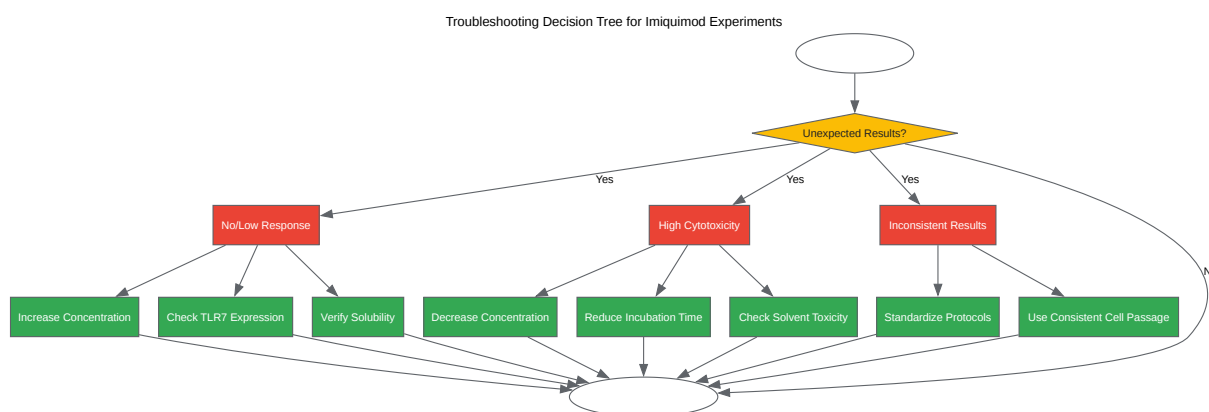 Troubleshooting Decision Tree for Imiquimod Experiments
Unexpected Results?
Yes
Yes
Yes
N
No/Low Response
High Cytotoxicity
Inconsistent Results
Increase Concentration
Check TLR7 Expression
Verify Solubility
Decrease Concentration
Reduce Incubation Time
Check Solvent Toxicity
Standardize Protocols
Use Consistent Cell Passage